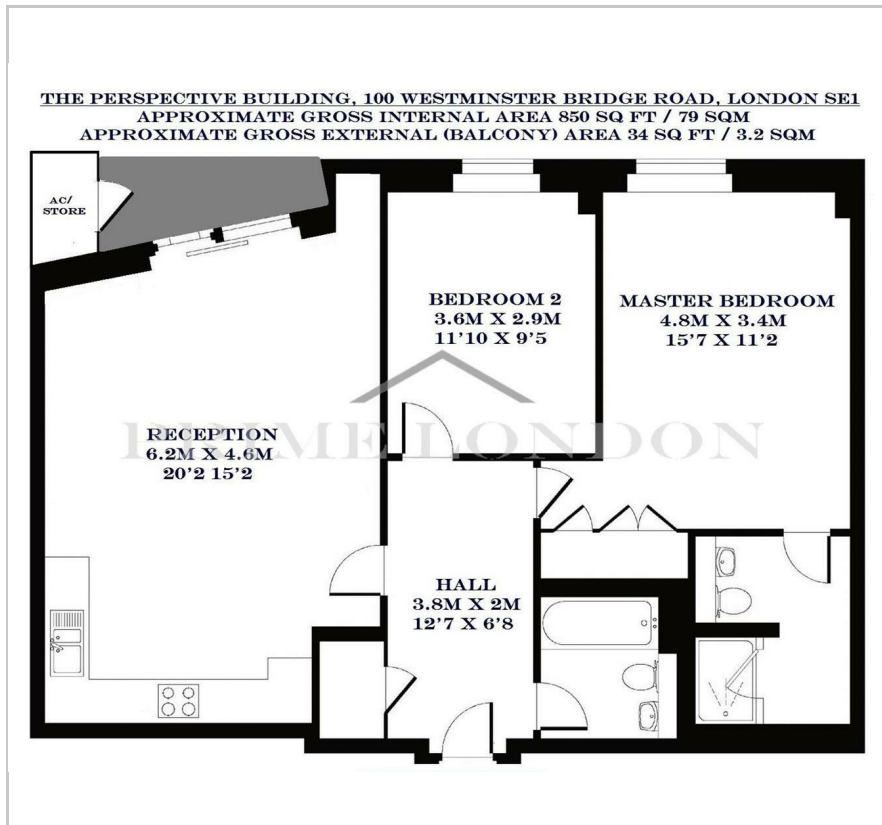 THE PERSPECTIVE BUILDING, 100 WESTMINSTER BRIDGE ROAD, LONDON SE1
APPROXIMATE GROSS INTERNAL AREA 850 SQ FT / 79 SQM
APPROXIMATE GROSS EXTERNAL (BALCONY) AREA 34 SQ FT / 3.2 SQM
AC/
STORE
BEDROOM 2
3.6M X 2.9M
11'10 X 9'5
MASTER BEDROOM
4.8M X 3.4M
15'7 X 11'2
PRIME LONDON
RECEPTION
6.2M X 4.6M
20'2 15'2
HALL
3.8M X 2M
12'7 X 6'8